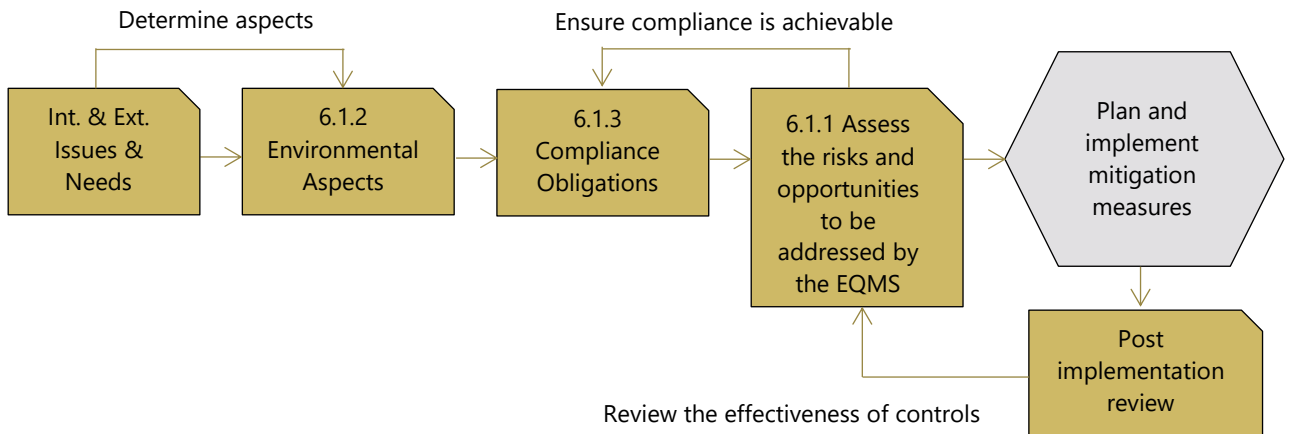 Determine aspects
Ensure compliance is achievable
Int. & Ext.
Issues &
Needs
6.1.2
Environmental
Aspects
6.1.3
Compliance
Obligations
6.1.1 Assess
the risks and
opportunities
to be
addressed by
the EQMS
Plan and
implement
mitigation
measures
Post
implementation
review
Review the effectiveness of controls